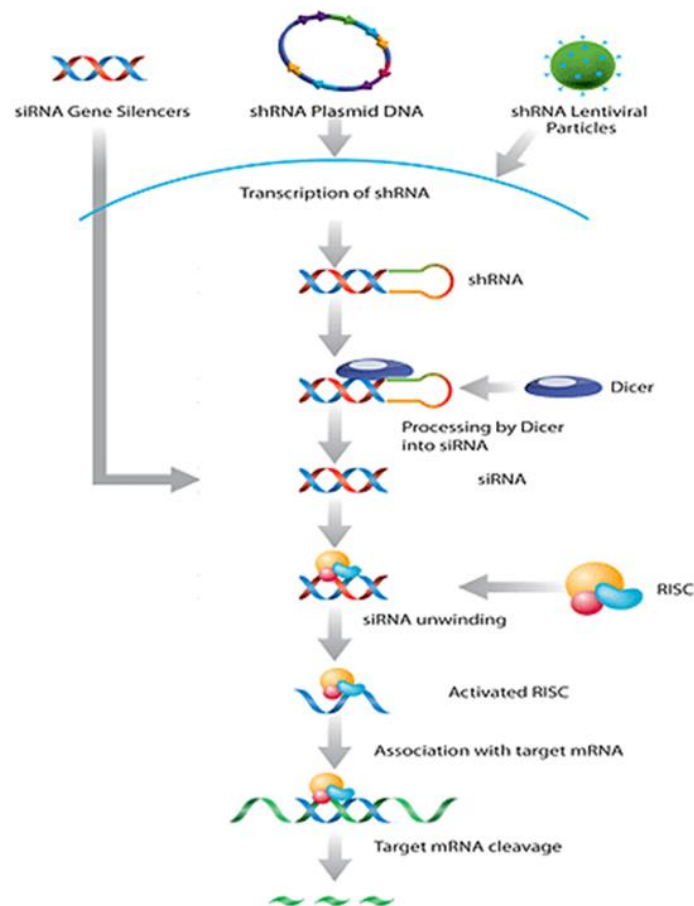 siRNA Gene Silencers
shRNA Plasmid DNA
shRNA Lentiviral
Particles
Transcription of shRNA
shRNA
Dicer
Processing by Dicer
into siRNA
siRNA
RISC
siRNA unwinding
Activated RISC
Association with target mRNA
Target mRNA cleavage